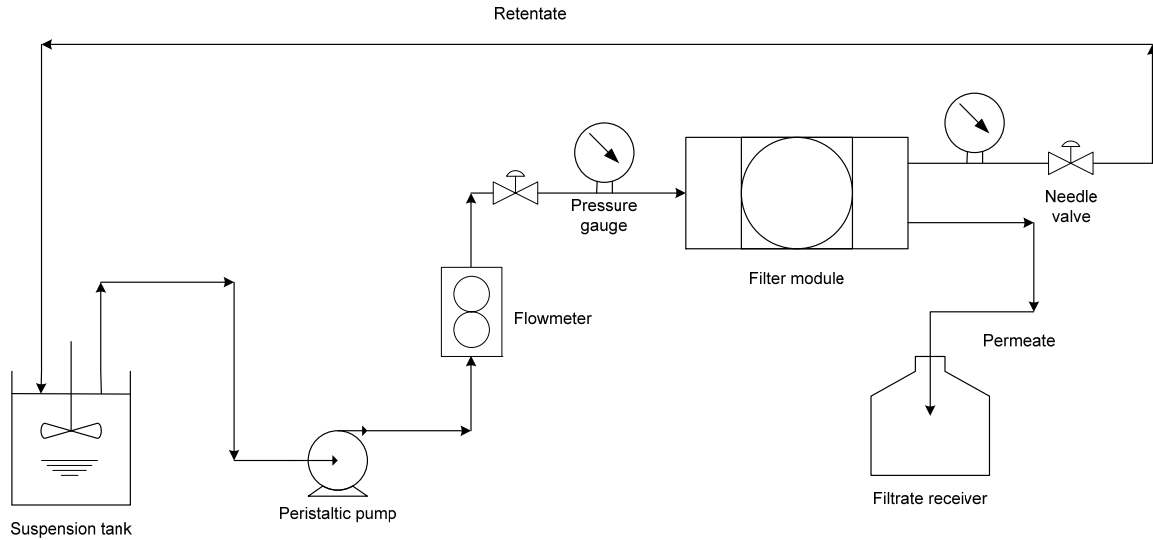 Retentate
Pressure
gauge
Needle
valve
Filter module
Flowmeter
Permeate
Filtrate receiver
Peristaltic pump
Suspension tank